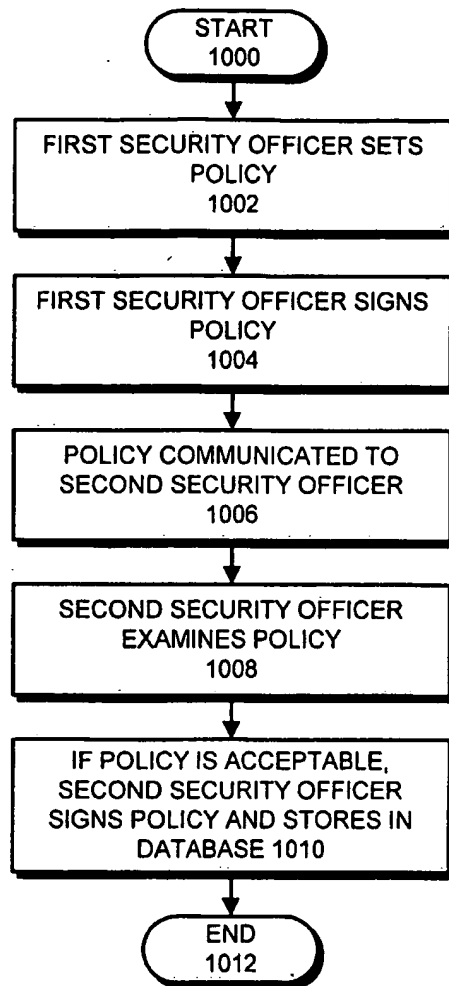 START
1000
FIRST SECURITY OFFICER SETS
POLICY
1002
FIRST SECURITY OFFICER SIGNS
POLICY
1004
POLICY COMMUNICATED TO
SECOND SECURITY OFFICER
1006
SECOND SECURITY OFFICER
EXAMINES POLICY
1008
IF POLICY IS ACCEPTABLE,
SECOND SECURITY OFFICER
SIGNS POLICY AND STORES IN
DATABASE 1010
END
1012